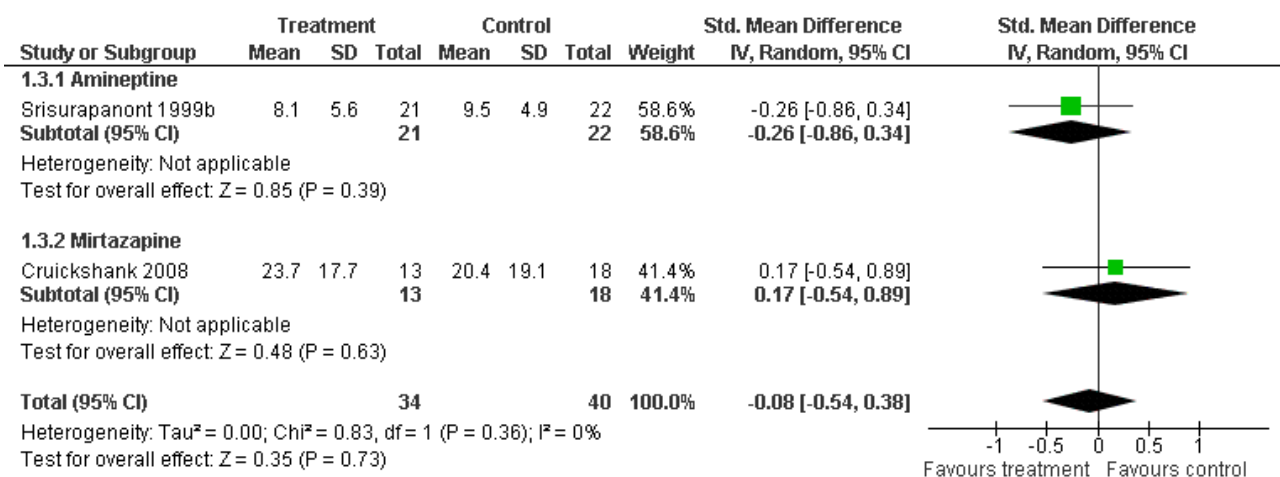 Treatment Control Std. Mean Difference Std. Mean Difference
Study or Subgroup Mean SD Total Mean SD Total Weight IV, Random, 95% CI IV, Random, 95% CI
1.3.1 Amineptine
Srisurapanont 1999b 8.1 5.6 21 9.5 4.9 22 58.6% -0.26 [-0.86, 0.34]
Subtotal (95% CI) 21 22 58.6% -0.26 [-0.86, 0.34]
Heterogeneity: Not applicable
Test for overall effect: Z = 0.85 (P = 0.39)
1.3.2 Mirtazapine
Cruickshank 2008 23.7 17.7 13 20.4 19.1 18 41.4% 0.17 [-0.54, 0.89]
Subtotal (95% CI) 13 18 41.4% 0.17 [-0.54, 0.89]
Heterogeneity: Not applicable
Test for overall effect: Z = 0.48 (P = 0.63)
Total (95% CI) 34 40 100.0% -0.08 [-0.54, 0.38]
Heterogeneity: Tau² = 0.00; Chi² = 0.83, df = 1 (P = 0.36); I² = 0%
Test for overall effect: Z = 0.35 (P = 0.73)
-1 -0.5 0 0.5 1
Favours treatment Favours control